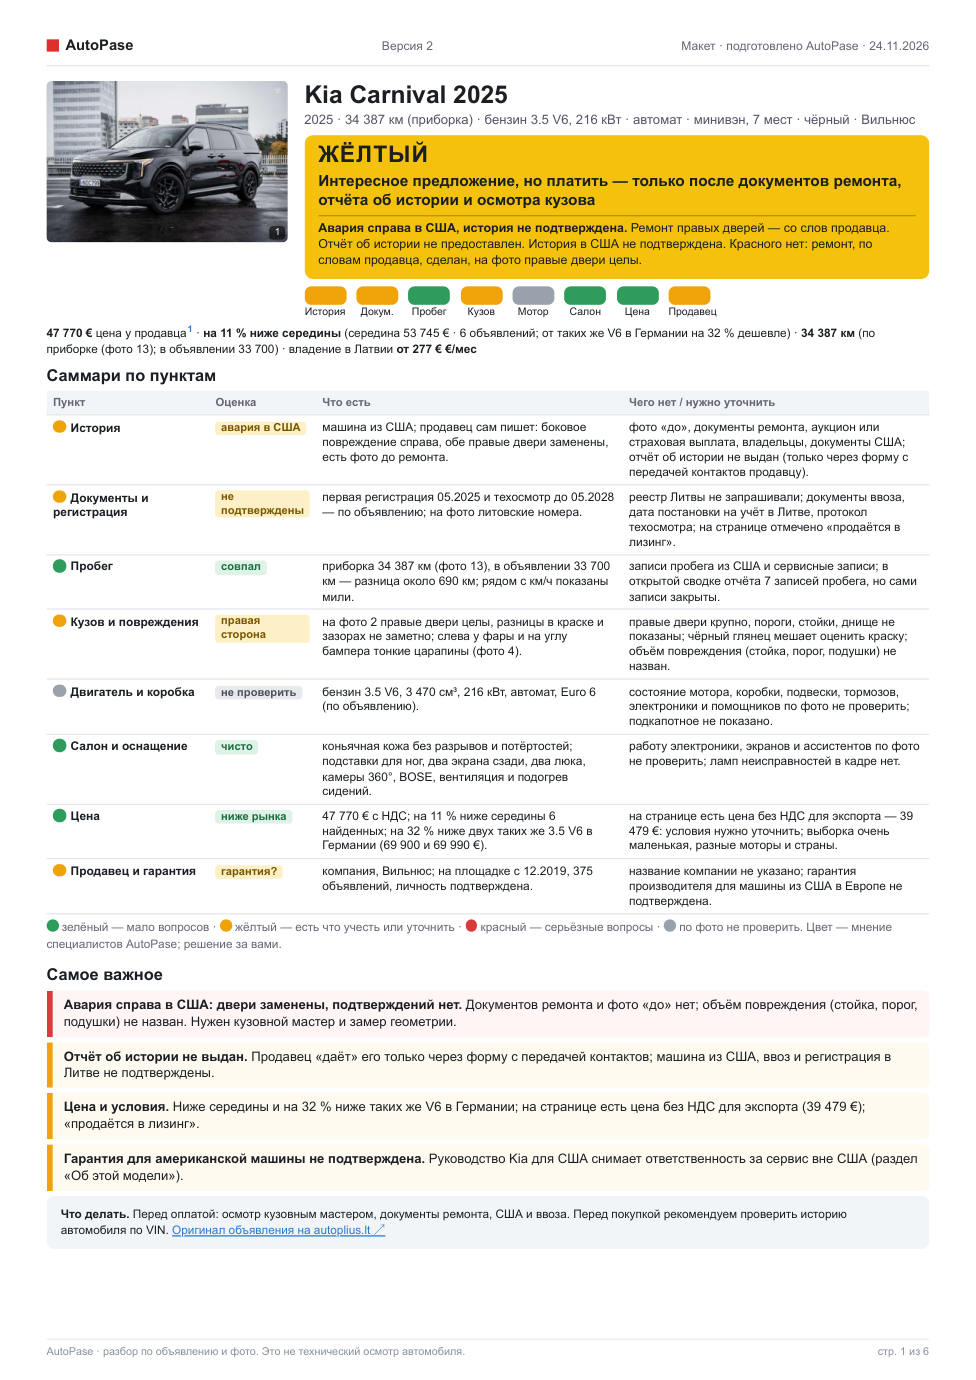 AutoPase
Версия 2
Макет · подготовлено AutoPase · 24.11.2026
Kia Carnival 2025
2025 · 34 387 км (приборка) · бензин 3.5 V6, 216 кВт · автомат · минивэн, 7 мест · чёрный · Вильнюс
ЖЁЛТЫЙ
Интересное предложение, но платить — только после документов ремонта,
отчёта об истории и осмотра кузова
Авария справа в США, история не подтверждена. Ремонт правых дверей — со слов продавца.
Отчёт об истории не предоставлен. История в США не подтверждена. Красного нет: ремонт, по
словам продавца, сделан, на фото правые двери целы.
1
История Докум. Пробег Кузов Мотор Салон Цена Продавец
47 770 € цена у продавца1 · на 11 % ниже середины (середина 53 745 € · 6 объявлений; от таких же V6 в Германии на 32 % дешевле) · 34 387 км (по
приборке (фото 13); в объявлении 33 700) · владение в Латвии от 277 € €/мес
Саммари по пунктам
Пункт Оценка Что есть Чего нет / нужно уточнить
История
авария в США
машина из США; продавец сам пишет: боковое
повреждение справа, обе правые двери заменены,
есть фото до ремонта.
фото «до», документы ремонта, аукцион или
страховая выплата, владельцы, документы США;
отчёт об истории не выдан (только через форму с
передачей контактов продавцу).
Документы и
регистрация
не
подтверждены
первая регистрация 05.2025 и техосмотр до 05.2028
— по объявлению; на фото литовские номера.
реестр Литвы не запрашивали; документы ввоза,
дата постановки на учёт в Литве, протокол
техосмотра; на странице отмечено «продаётся в
лизинг».
Пробег
совпал
приборка 34 387 км (фото 13), в объявлении 33 700
км — разница около 690 км; рядом с км/ч показаны
мили.
записи пробега из США и сервисные записи; в
открытой сводке отчёта 7 записей пробега, но сами
записи закрыты.
Кузов и повреждения
правая
сторона
на фото 2 правые двери целы, разницы в краске и
зазорах не заметно; слева у фары и на углу
бампера тонкие царапины (фото 4).
правые двери крупно, пороги, стойки, днище не
показаны; чёрный глянец мешает оценить краску;
объём повреждения (стойка, порог, подушки) не
назван.
Двигатель и коробка
не проверить
бензин 3.5 V6, 3 470 см³, 216 кВт, автомат, Euro 6
(по объявлению).
состояние мотора, коробки, подвески, тормозов,
электроники и помощников по фото не проверить;
подкапотное не показано.
Салон и оснащение
чисто
коньячная кожа без разрывов и потёртостей;
подставки для ног, два экрана сзади, два люка,
камеры 360°, BOSE, вентиляция и подогрев
сидений.
работу электроники, экранов и ассистентов по фото
не проверить; ламп неисправностей в кадре нет.
Цена
ниже рынка
47 770 € с НДС; на 11 % ниже середины 6
найденных; на 32 % ниже двух таких же 3.5 V6 в
Германии (69 900 и 69 990 €).
на странице есть цена без НДС для экспорта — 39
479 €: условия нужно уточнить; выборка очень
маленькая, разные моторы и страны.
Продавец и гарантия
гарантия?
компания, Вильнюс; на площадке с 12.2019, 375
объявлений, личность подтверждена.
название компании не указано; гарантия
производителя для машины из США в Европе не
подтверждена.
зелёный — мало вопросов · жёлтый — есть что учесть или уточнить · красный — серьёзные вопросы · по фото не проверить. Цвет — мнение
специалистов AutoPase; решение за вами.
Самое важное
Авария справа в США: двери заменены, подтверждений нет. Документов ремонта и фото «до» нет; объём повреждения (стойка, порог,
подушки) не назван. Нужен кузовной мастер и замер геометрии.
Отчёт об истории не выдан. Продавец «даёт» его только через форму с передачей контактов; машина из США, ввоз и регистрация в
Литве не подтверждены.
Цена и условия. Ниже середины и на 32 % ниже таких же V6 в Германии; на странице есть цена без НДС для экспорта (39 479 €);
«продаётся в лизинг».
Гарантия для американской машины не подтверждена. Руководство Kia для США снимает ответственность за сервис вне США (раздел
«Об этой модели»).
Что делать. Перед оплатой: осмотр кузовным мастером, документы ремонта, США и ввоза. Перед покупкой рекомендуем проверить историю
автомобиля по VIN. Оригинал объявления на autoplius.lt ↗
AutoPase · разбор по объявлению и фото. Это не технический осмотр автомобиля.
стр. 1 из 6